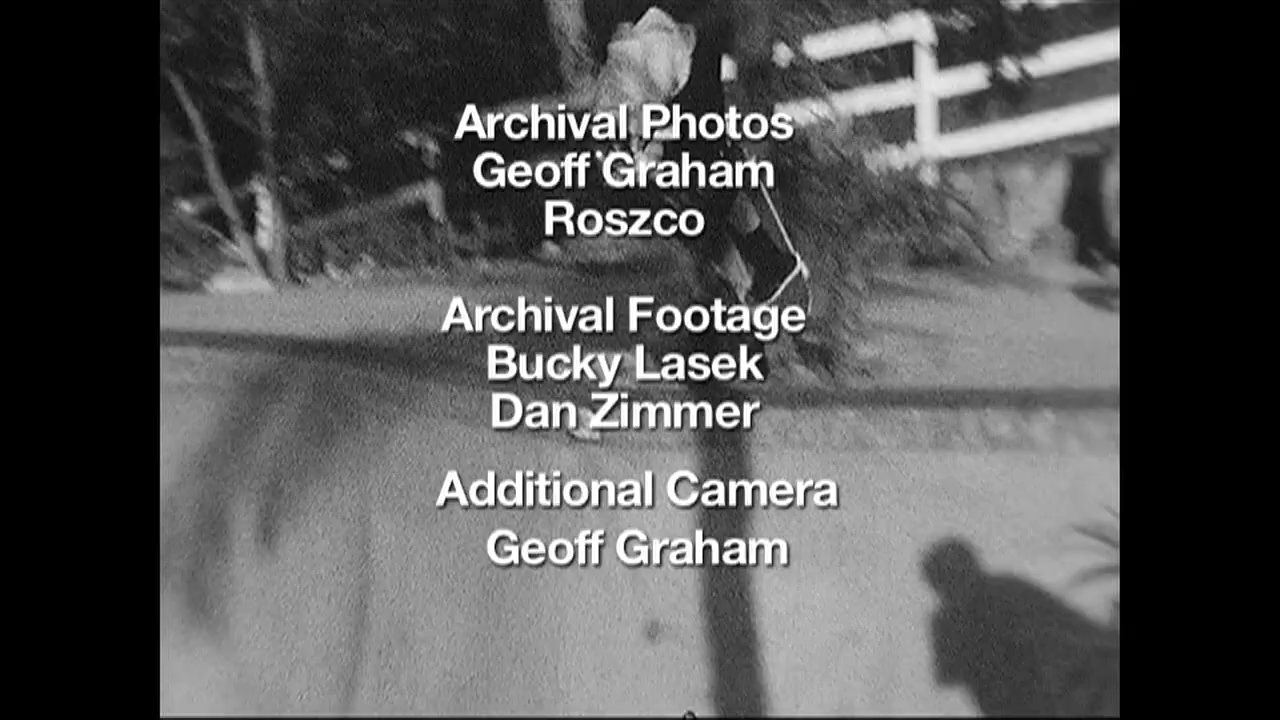 Archival Photos
Geoff Graham
Roszco
Archival Footage
Bucky Lasek
Dan Zimmer
Additional Camera
Geoff Graham